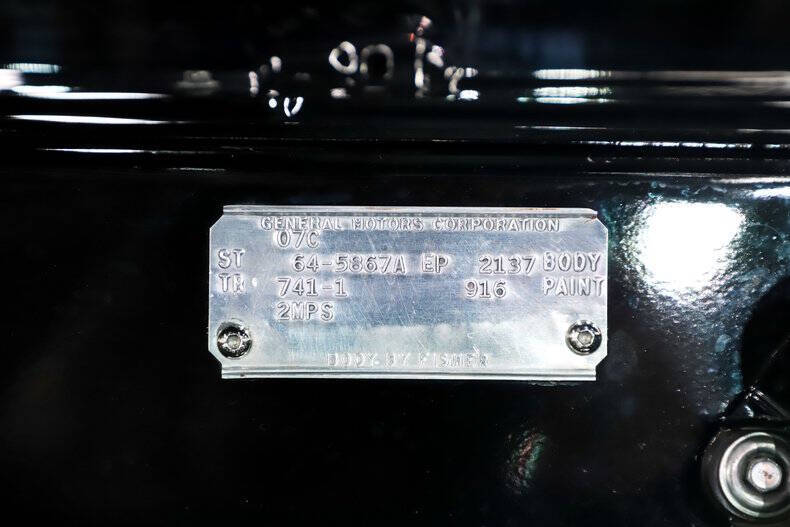 GENERAL MOTORS CORPORATION
07C
ST 64-5867A EP 2137 BODY
TR 741-1 916 PAINT
2MPS
BODY BY FISHER